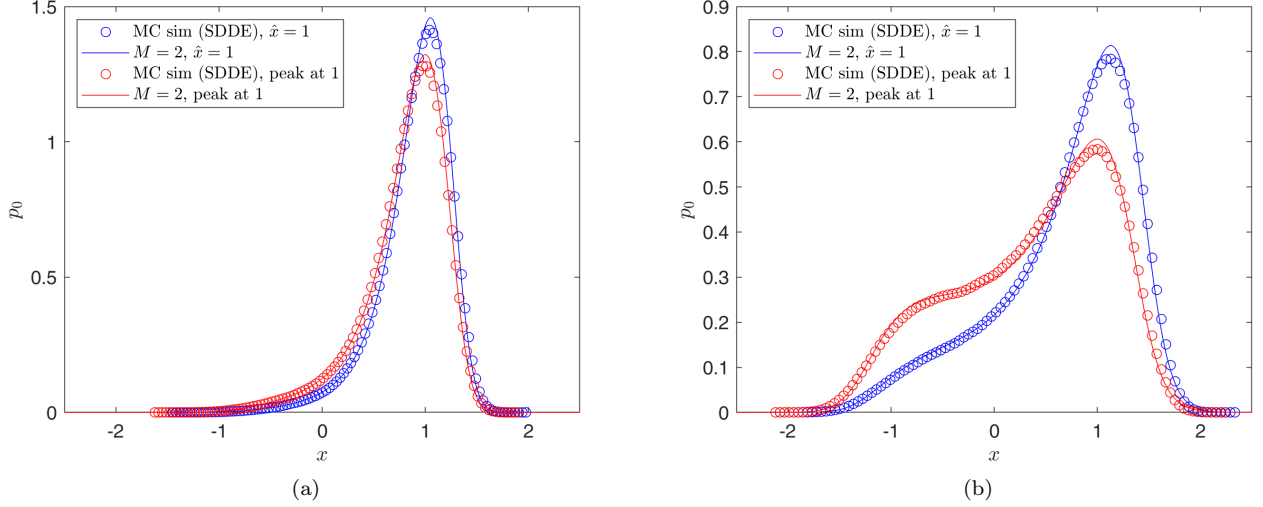 1.5
1
0.5
0
p₀
MC sim (SDDE), x̂ = 1
M = 2, x̂ = 1
MC sim (SDDE), peak at 1
M = 2, peak at 1
-2
-1
0
1
2
x
(a)
0.9
0.8
0.7
0.6
0.5
0.4
0.3
0.2
0.1
0
p₀
MC sim (SDDE), x̂ = 1
M = 2, x̂ = 1
MC sim (SDDE), peak at 1
M = 2, peak at 1
-2
-1
0
1
2
x
(b)